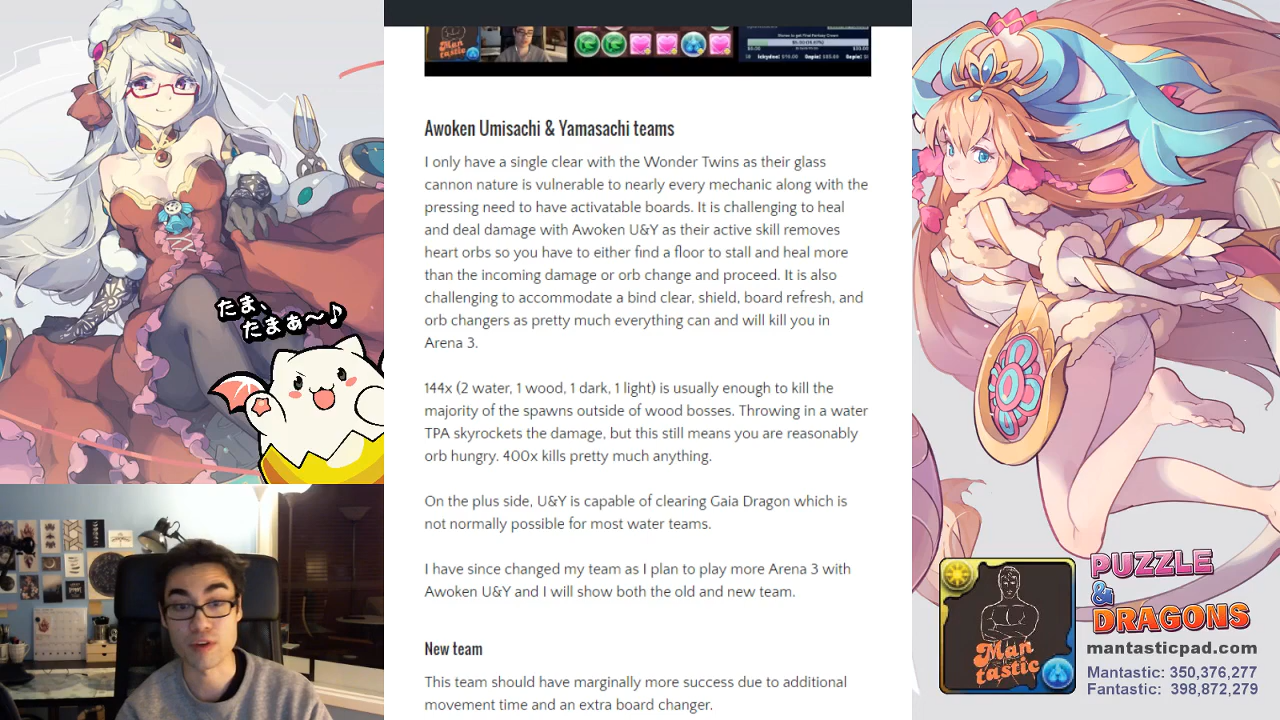 Man
tastic
$5.00
$0.00
$30.00
Awoken Umisachi & Yamasachi teams
I only have a single clear with the Wonder Twins as their glass
cannon nature is vulnerable to nearly every mechanic along with the
pressing need to have activatable boards. It is challenging to heal
and deal damage with Awoken U&Y as their active skill removes
heart orbs so you have to either find a floor to stall and heal more
than the incoming damage or orb change and proceed. It is also
challenging to accommodate a bind clear, shield, board refresh, and
orb changers as pretty much everything can and will kill you in
Arena 3.
144x (2 water, 1 wood, 1 dark, 1 light) is usually enough to kill the
majority of the spawns outside of wood bosses. Throwing in a water
TPA skyrockets the damage, but this still means you are reasonably
orb hungry. 400x kills pretty much anything.
On the plus side, U&Y is capable of clearing Gaia Dragon which is
not normally possible for most water teams.
I have since changed my team as I plan to play more Arena 3 with
Awoken U&Y and I will show both the old and new team.
New team
This team should have marginally more success due to additional
movement time and an extra board changer.
たま、
たまぁ〜♪
Man
tastic
PUZZLE
&
DRAGONS
mantasticpad.com
Mantastic: 350,376,277
Fantastic: 398,872,279